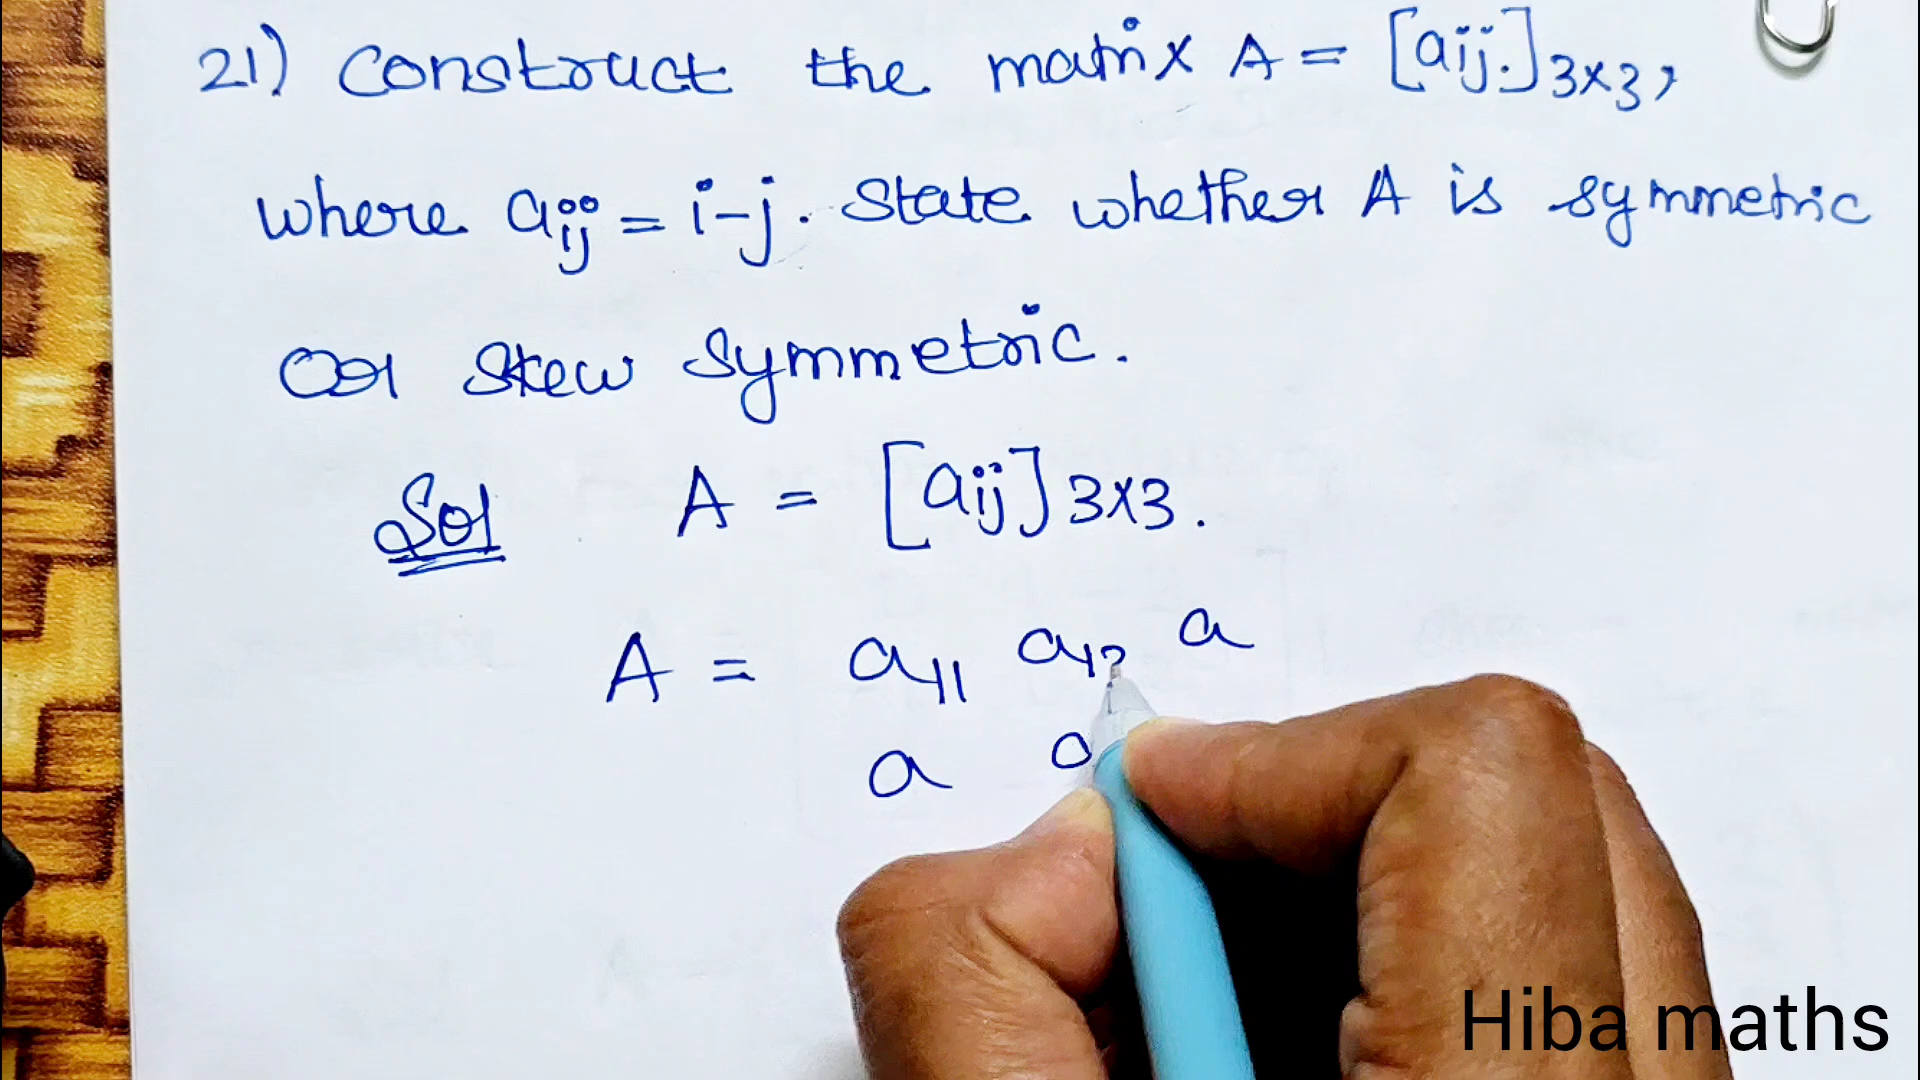 21) Construct the matrix A = [aij.]3x3,
where aij = i-j. State whether A is symmetric
Or Skew Symmetric.
Sol A = [aij]3x3.
A = a11 a12 a
a a
Hiba maths